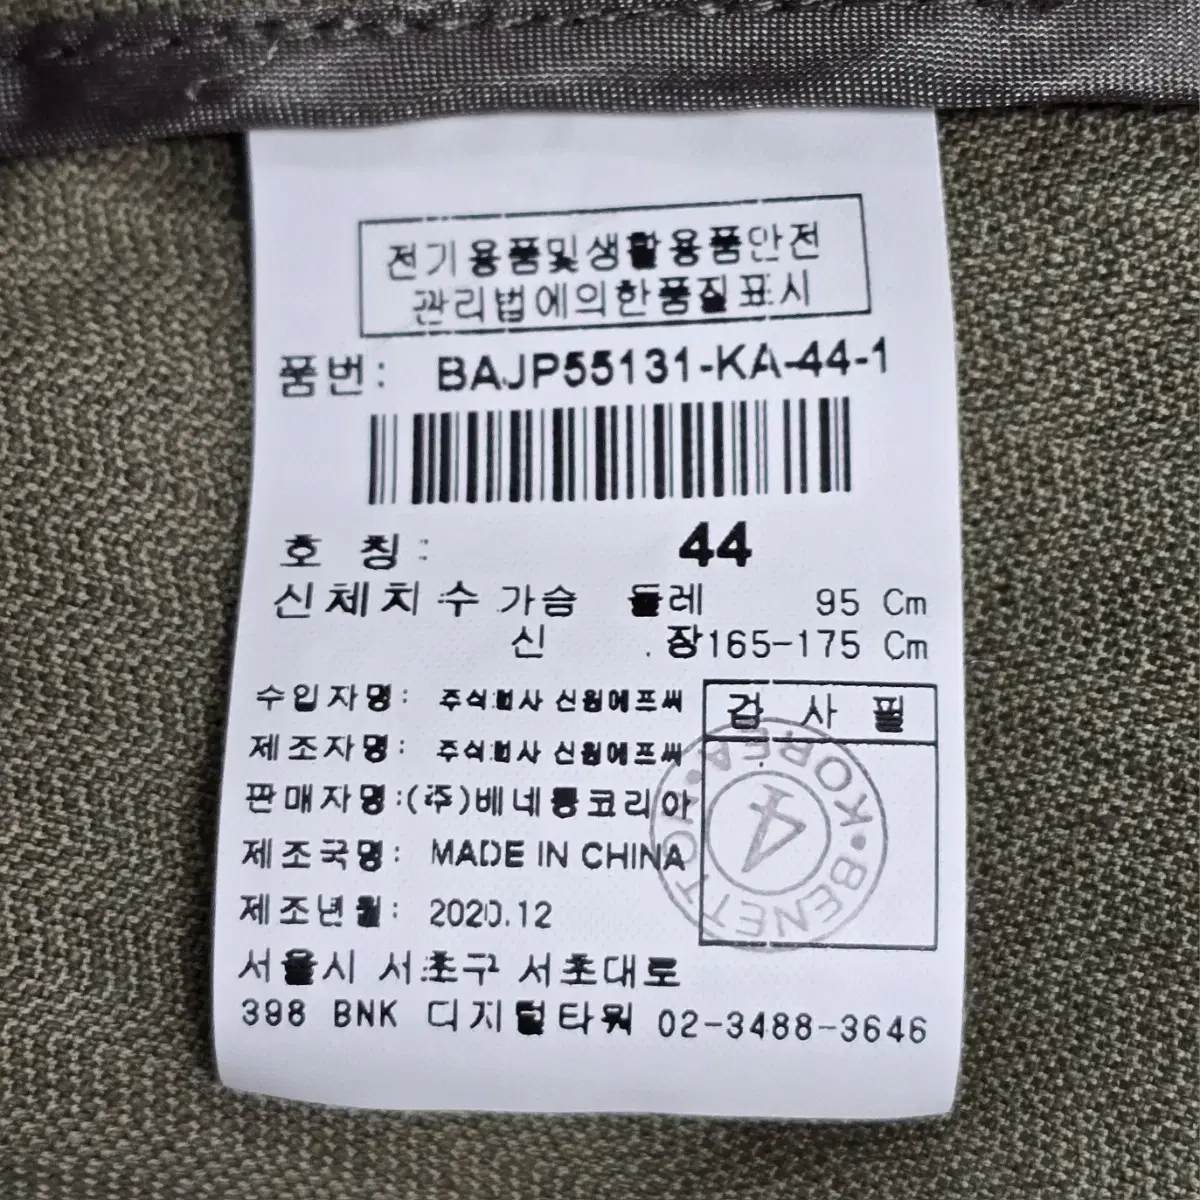 전기용품및생활용품안전
관리법에의한품질표시
품번: BAJP55131-KA-44-1
호 칭: 44
신체치수 가슴 둘레 95 Cm
신 장 165-175 Cm
수입자명: 주식회사 신원에프씨
제조자명: 주식회사 신원에프씨
판매자명:(주)베네통코리아
제조국명: MADE IN CHINA
제조년월: 2020.12
서울시 서초구 서초대로
398 BNK 디지털타워 02-3488-3646
검 사 필
BENETTON KOREA
4